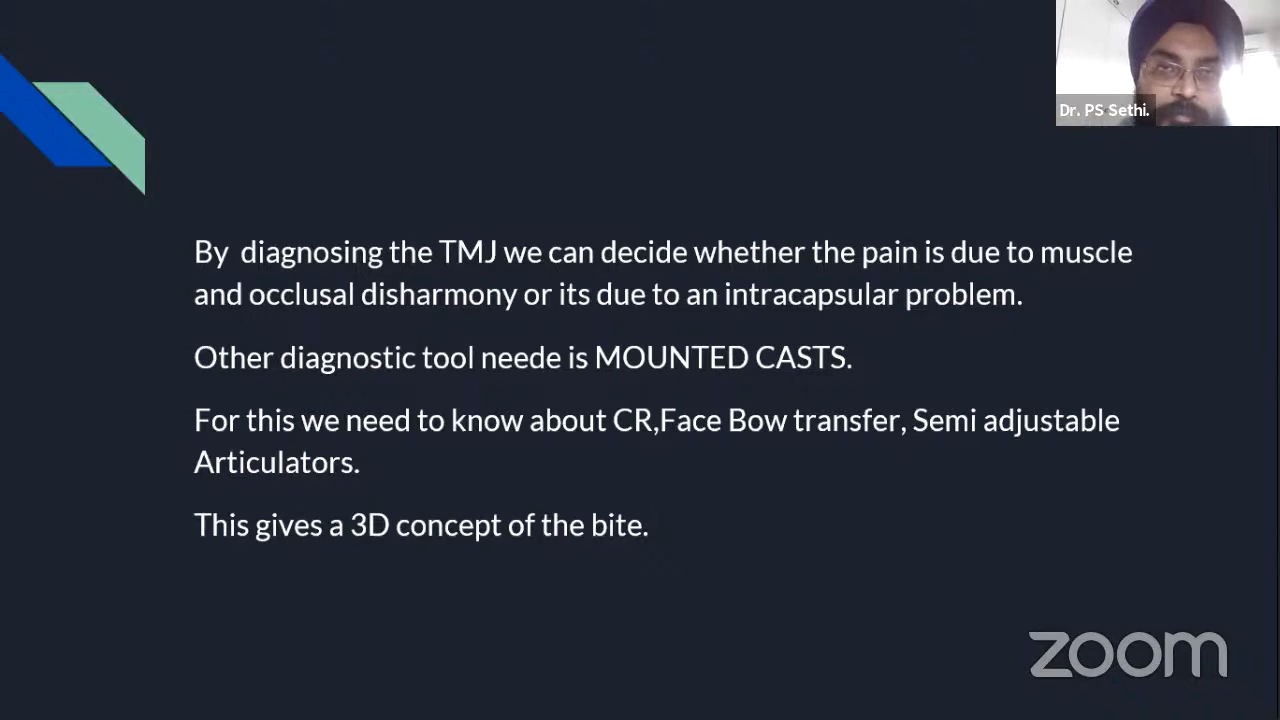 Dr. PS Sethi.
By diagnosing the TMJ we can decide whether the pain is due to muscle
and occlusal disharmony or its due to an intracapsular problem.
Other diagnostic tool neede is MOUNTED CASTS.
For this we need to know about CR,Face Bow transfer, Semi adjustable
Articulators.
This gives a 3D concept of the bite.
zoom